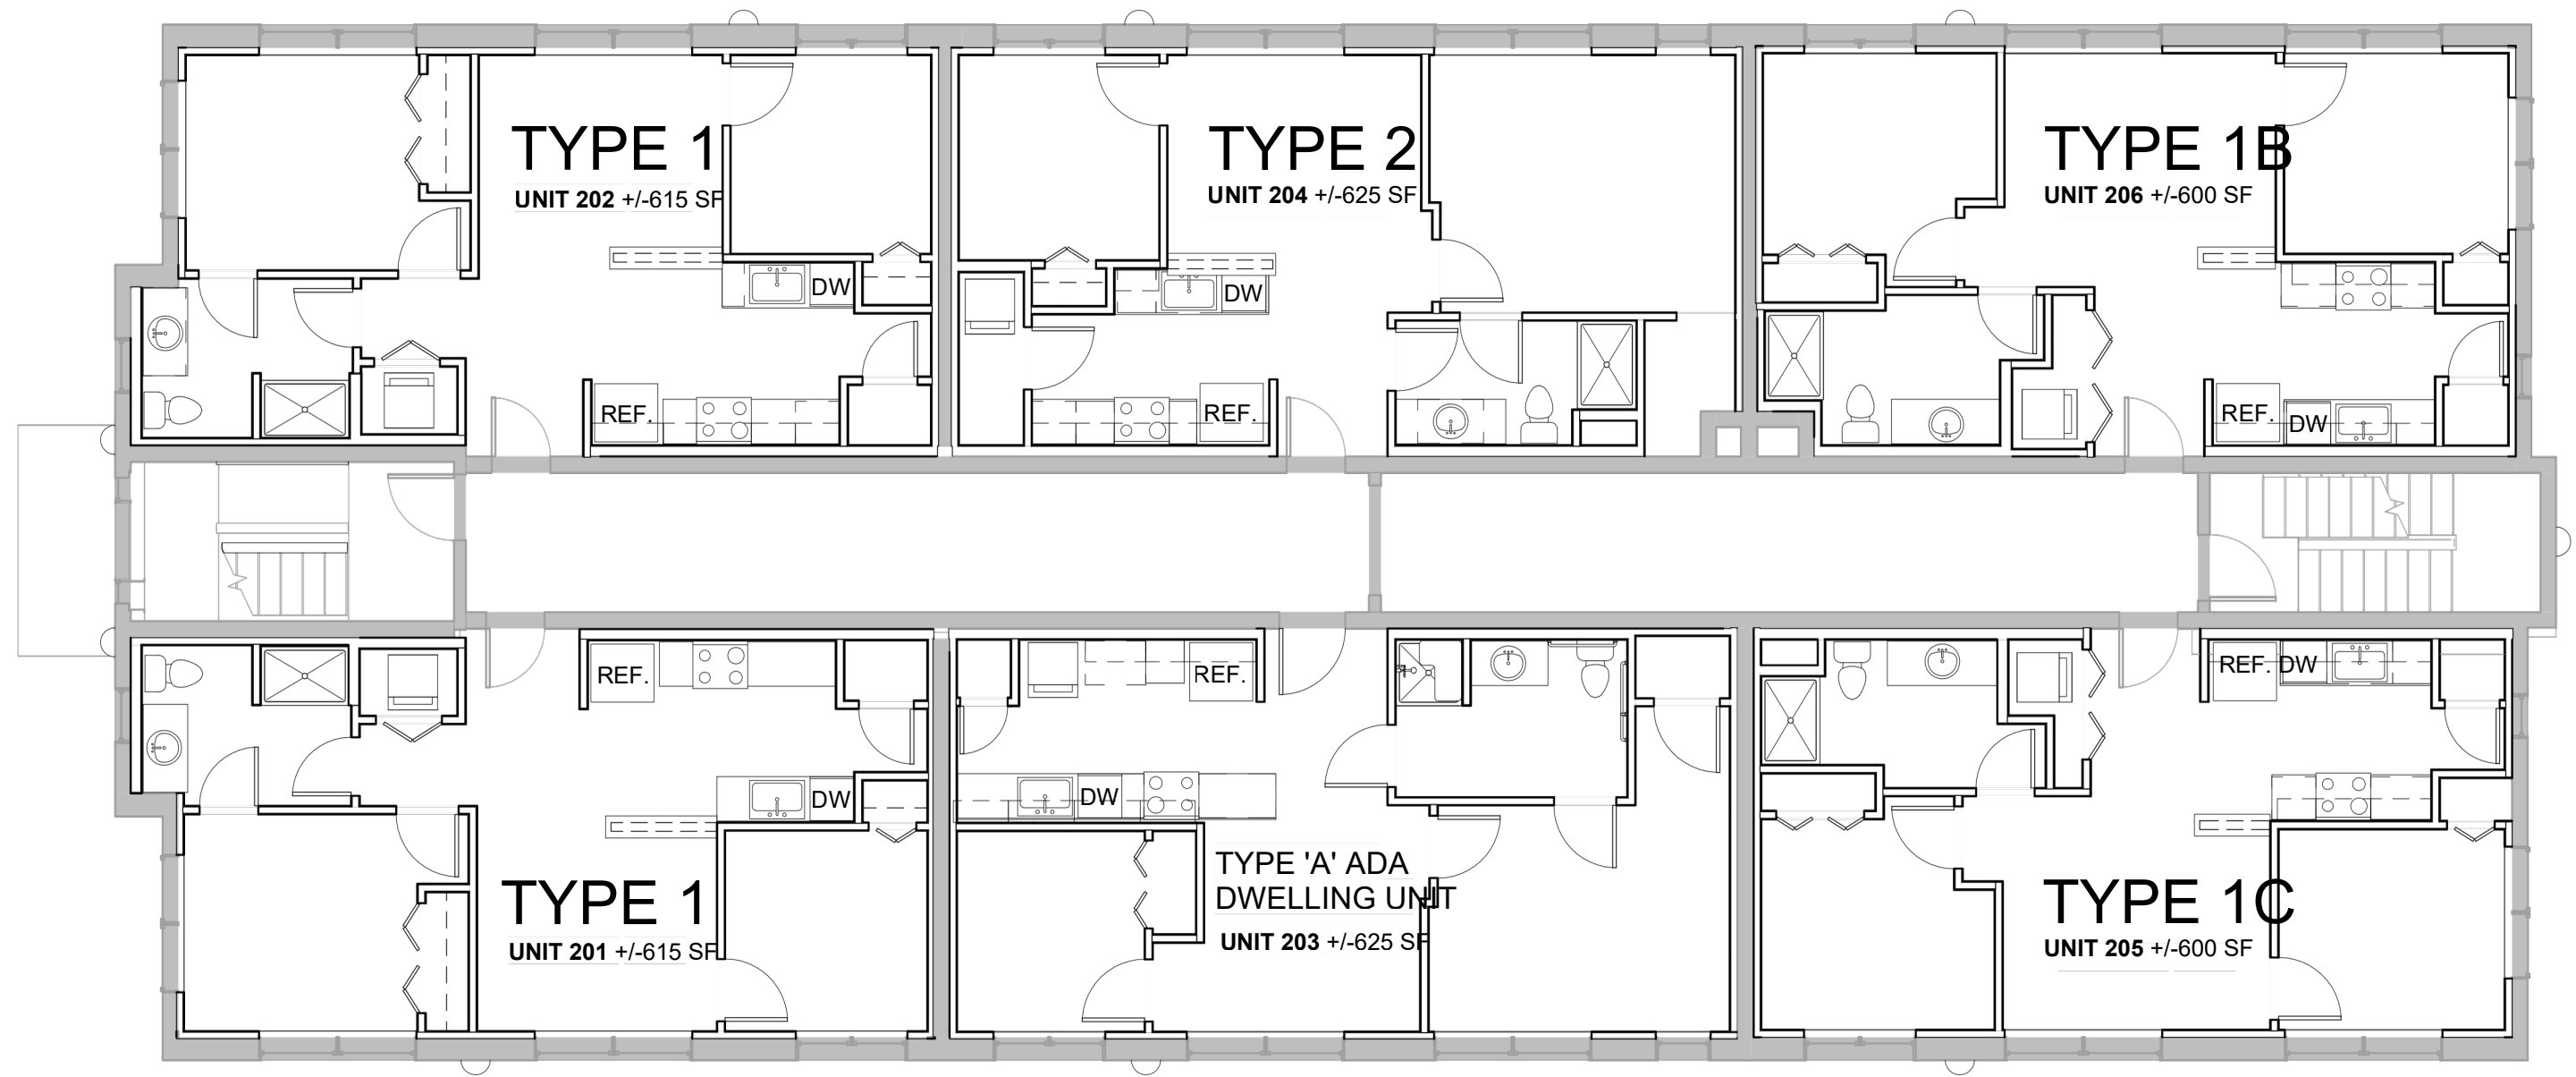 TYPE 1
UNIT 202 +/-615 SF
DW
REF.
TYPE 2
UNIT 204 +/-625 SF
DW
REF.
TYPE 1B
UNIT 206 +/-600 SF
REF.
DW
REF.
DW
TYPE 1
UNIT 201 +/-615 SF
REF.
DW
TYPE 'A' ADA
DWELLING UNIT
UNIT 203 +/-625 SF
REF. DW
TYPE 1C
UNIT 205 +/-600 SF